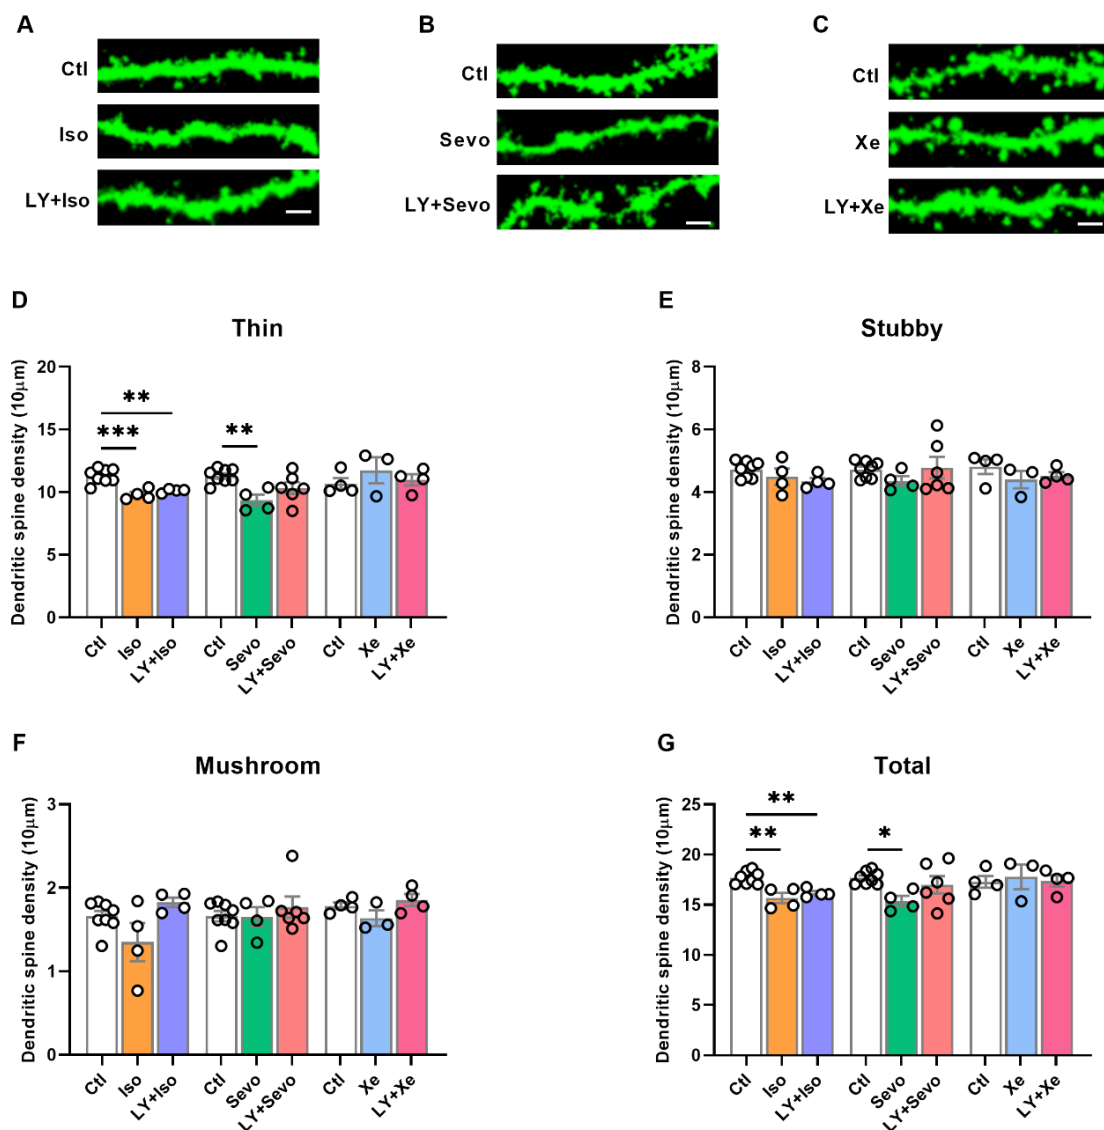 A
Ctl
Iso
LY+Iso
B
Ctl
Sevo
LY+Sevo
C
Ctl
Xe
LY+Xe
D
Thin
Dendritic spine density (10μm)
20
15
10
5
0
**
***
**
Ctl
Iso
LY+Iso
Ctl
Sevo
LY+Sevo
Ctl
Xe
LY+Xe
E
Stubby
Dendritic spine density (10μm)
8
6
4
2
0
Ctl
Iso
LY+Iso
Ctl
Sevo
LY+Sevo
Ctl
Xe
LY+Xe
F
Mushroom
Dendritic spine density (10μm)
3
2
1
0
Ctl
Iso
LY+Iso
Ctl
Sevo
LY+Sevo
Ctl
Xe
LY+Xe
G
Total
Dendritic spine density (10μm)
25
20
15
10
5
0
**
**
*
Ctl
Iso
LY+Iso
Ctl
Sevo
LY+Sevo
Ctl
Xe
LY+Xe